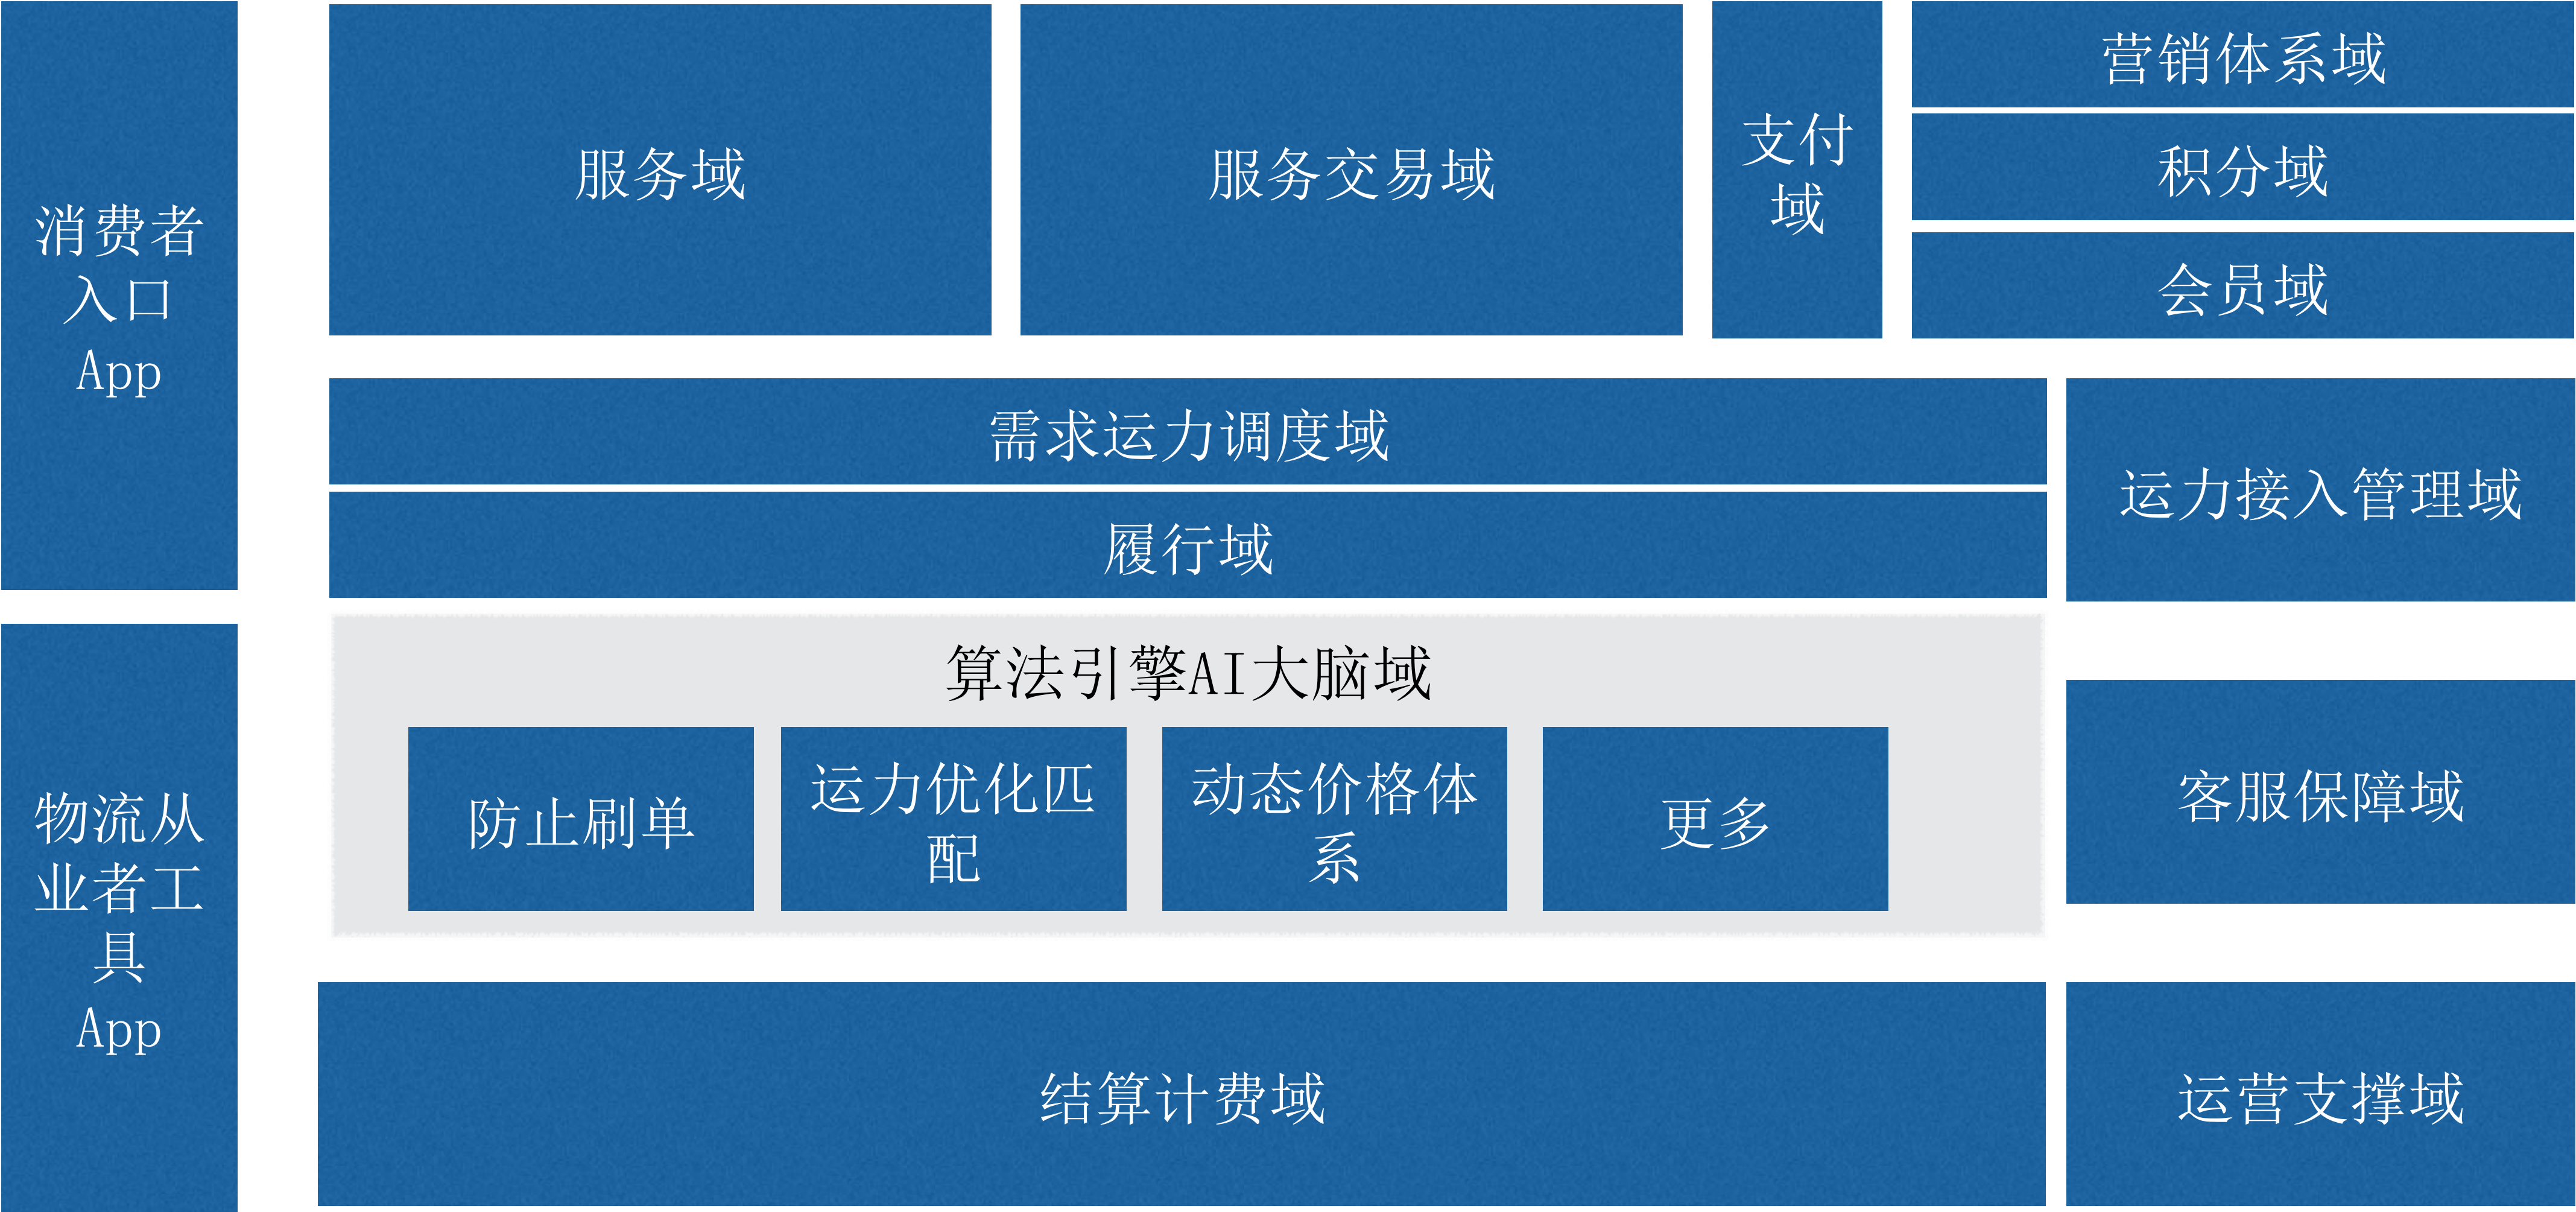 消费者
入口
App
物流从
业者工
具
App
服务域
服务交易域
支付
域
营销体系域
积分域
会员域
需求运力调度域
履行域
运力接入管理域
算法引擎AI大脑域
防止刷单
运力优化匹
配
动态价格体
系
更多
客服保障域
结算计费域
运营支撑域